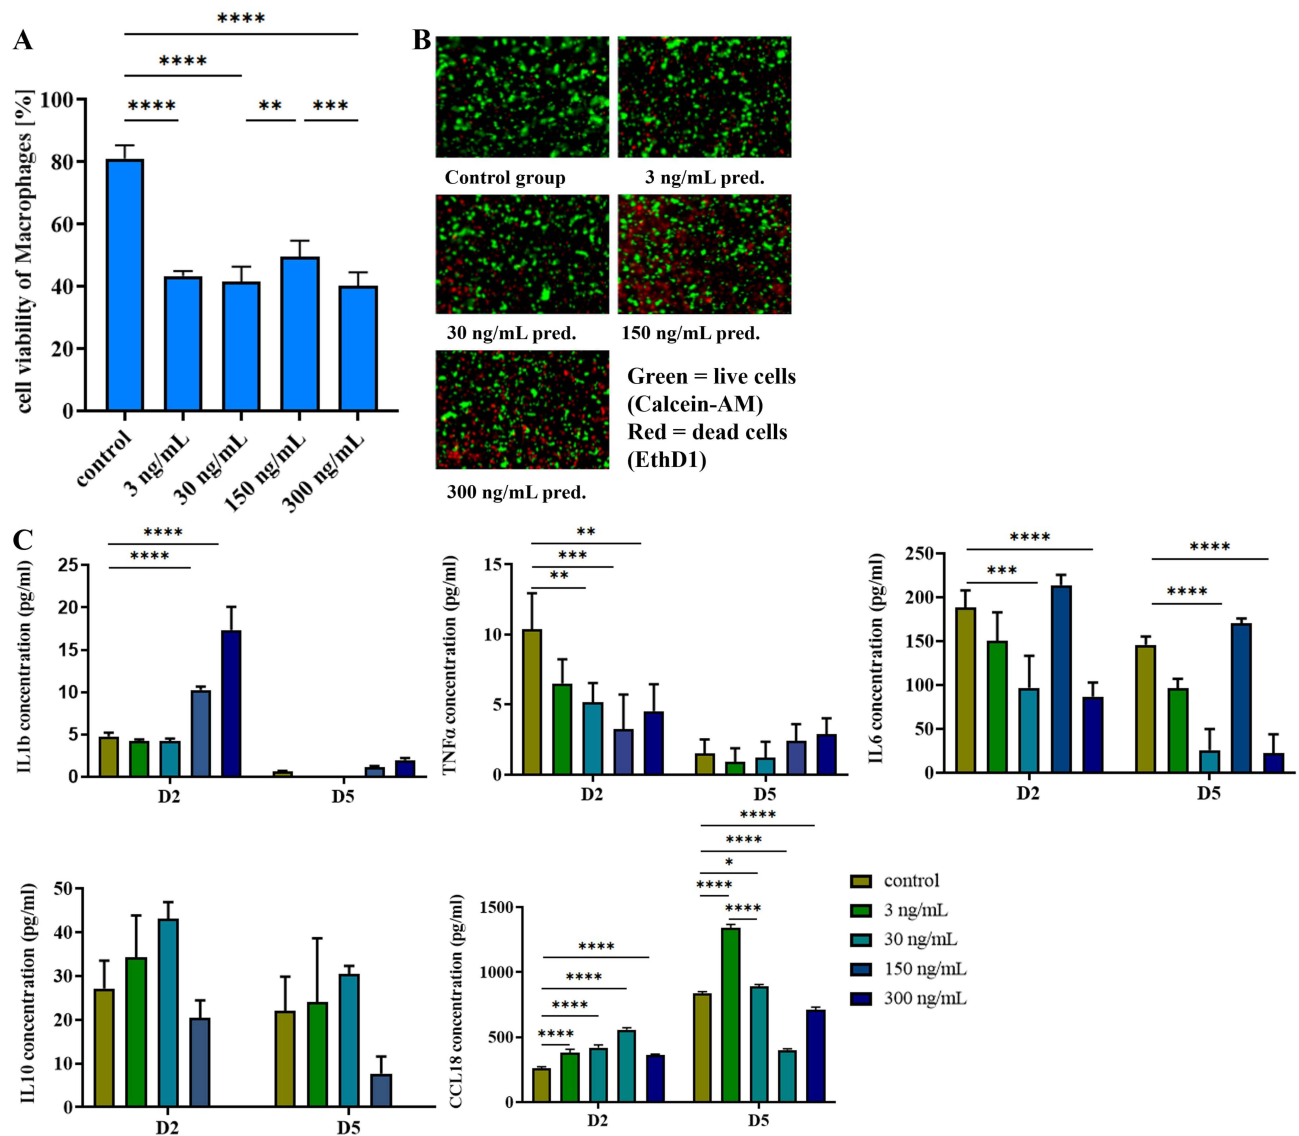 A
****
****
****
**
***
cell viability of Macrophages [%]
100
80
60
40
20
0
control
3 ng/mL
30 ng/mL
150 ng/mL
300 ng/mL
B
Control group
3 ng/mL pred.
30 ng/mL pred.
150 ng/mL pred.
300 ng/mL pred.
Green = live cells
(Calcein-AM)
Red = dead cells
(EthD1)
C
****
****
IL1b concentration (pg/ml)
25
20
15
10
5
0
D2
D5
**
***
**
TNFα concentration (pg/ml)
15
10
5
0
D2
D5
****
***
****
****
IL6 concentration (pg/ml)
250
200
150
100
50
0
D2
D5
IL10 concentration (pg/ml)
50
40
30
20
10
0
D2
D5
****
****
*
****
****
****
****
****
****
CCL18 concentration (pg/ml)
1500
1000
500
0
D2
D5
control
3 ng/mL
30 ng/mL
150 ng/mL
300 ng/mL